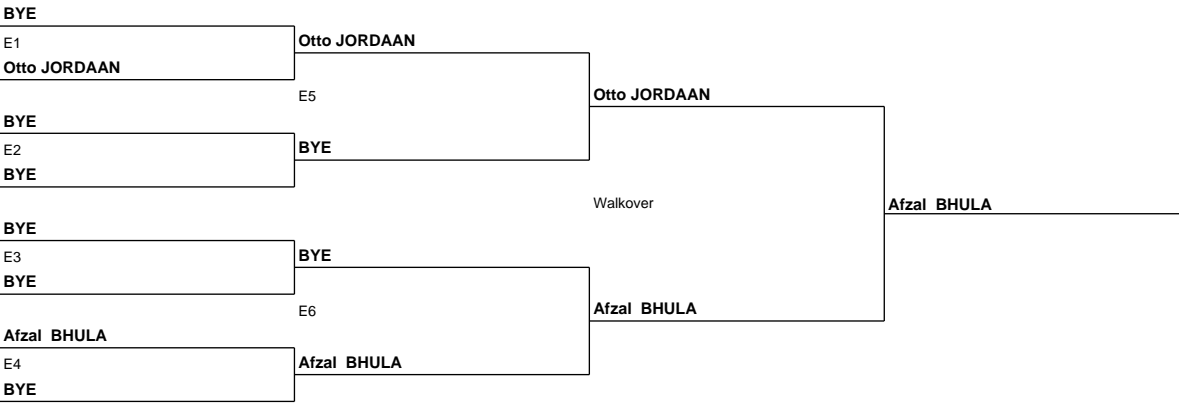 BYE
E1
Otto JORDAAN
Otto JORDAAN
E5
BYE
E2
BYE
BYE
Otto JORDAAN
Walkover
BYE
E3
BYE
BYE
E6
Afzal BHULA
E4
BYE
Afzal BHULA
Afzal BHULA
Afzal BHULA